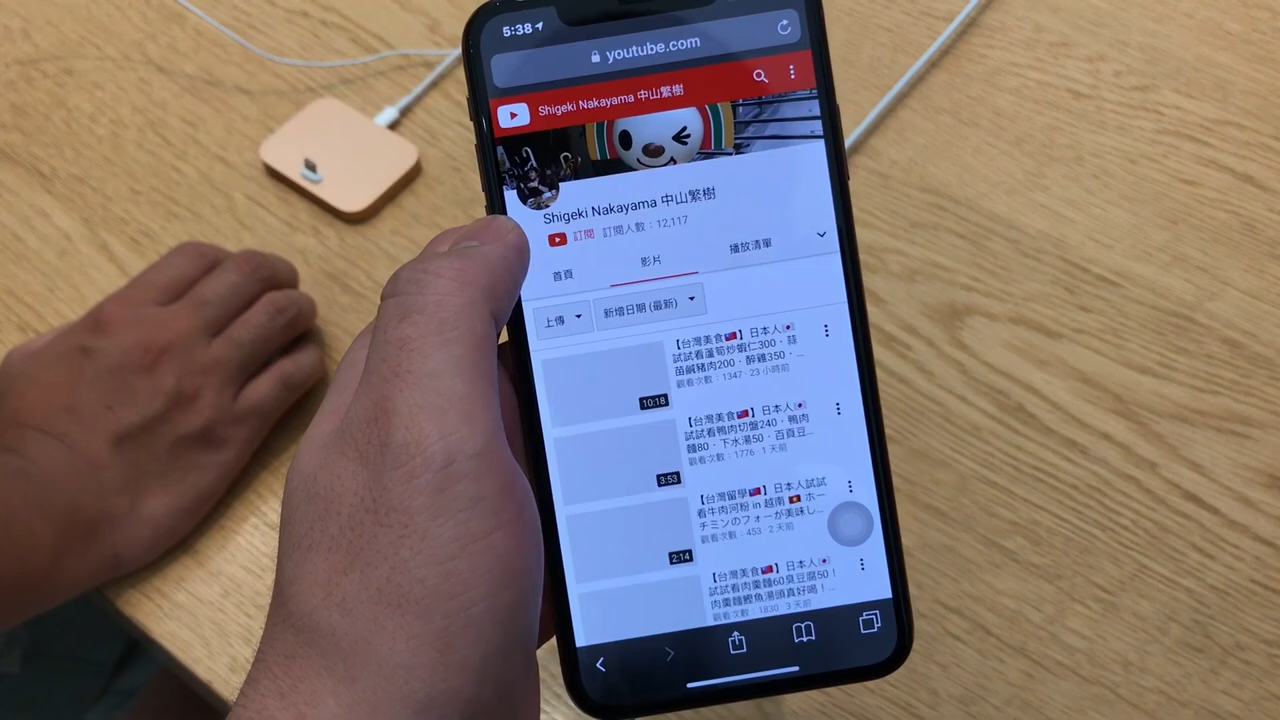 5:38
youtube.com
Shigeki Nakayama 中山繁樹
Shigeki Nakayama 中山繁樹
訂閱 訂閱人數：12,117
首頁 影片 播放清單
上傳 新增日期 (最新)
【台灣美食🇹🇼】日本人🇯🇵
試試看蘆筍炒蝦仁300、蒜
苗鹹豬肉200、醉雞350、...
觀看次數：1347 · 23 小時前
10:18
【台灣美食🇹🇼】日本人🇯🇵
試試看鴨肉切盤240、鴨肉
麵80、下水湯50、百頁豆...
觀看次數：1776 · 1 天前
3:53
【台灣留學🇹🇼】日本人試試
看牛肉河粉 in 越南 🇻🇳 ホー
チミンのフォーが美味し...
觀看次數：453 · 2 天前
2:14
【台灣美食🇹🇼】日本人🇯🇵
試試看肉羹麵60臭豆腐50！
肉羹麵鰹魚湯頭真好喝！...
觀看次數：1830 · 3 天前